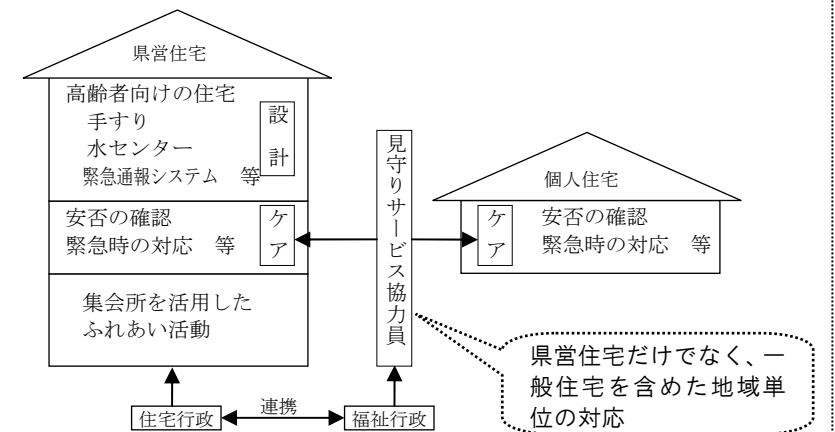 県営住宅
高齢者向けの住宅
手すり
水センター
緊急通報システム 等
設計
安否の確認
緊急時の対応 等
ケア
集会所を活用した
ふれあい活動
見守りサービス協力員
個人住宅
ケア
安否の確認
緊急時の対応 等
県営住宅だけでなく、一
般住宅を含めた地域単
位の対応
住宅行政
連携
福祉行政